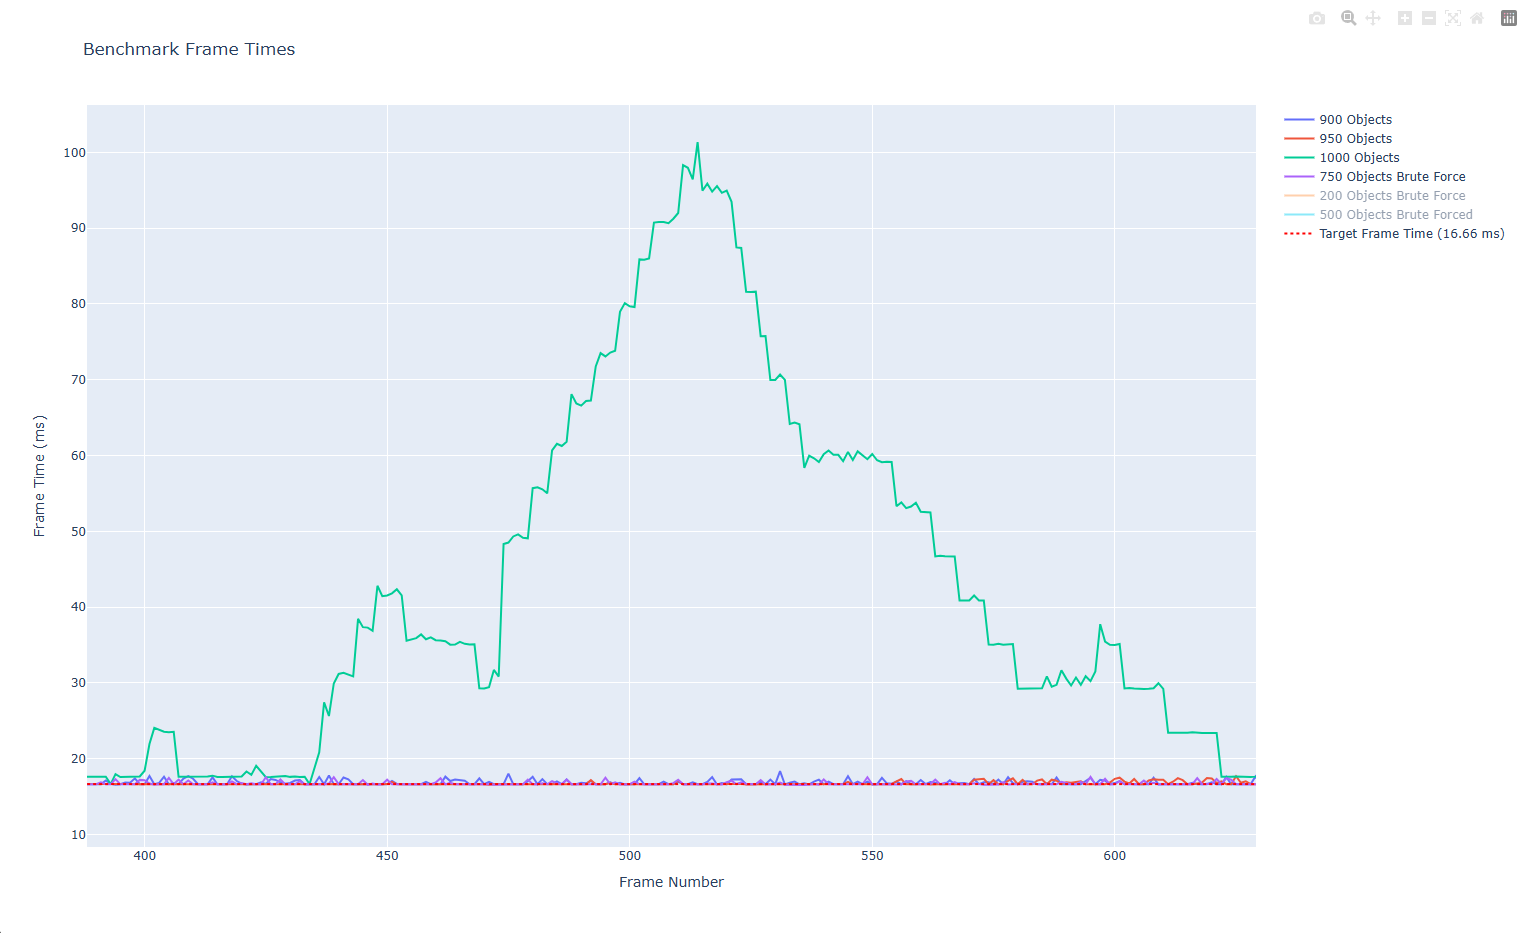 Benchmark Frame Times
900 Objects
950 Objects
1000 Objects
750 Objects Brute Force
200 Objects Brute Force
500 Objects Brute Forced
Target Frame Time (16.66 ms)
Frame Time (ms)
100
90
80
70
60
50
40
30
20
10
400 450 500 550 600
Frame Number